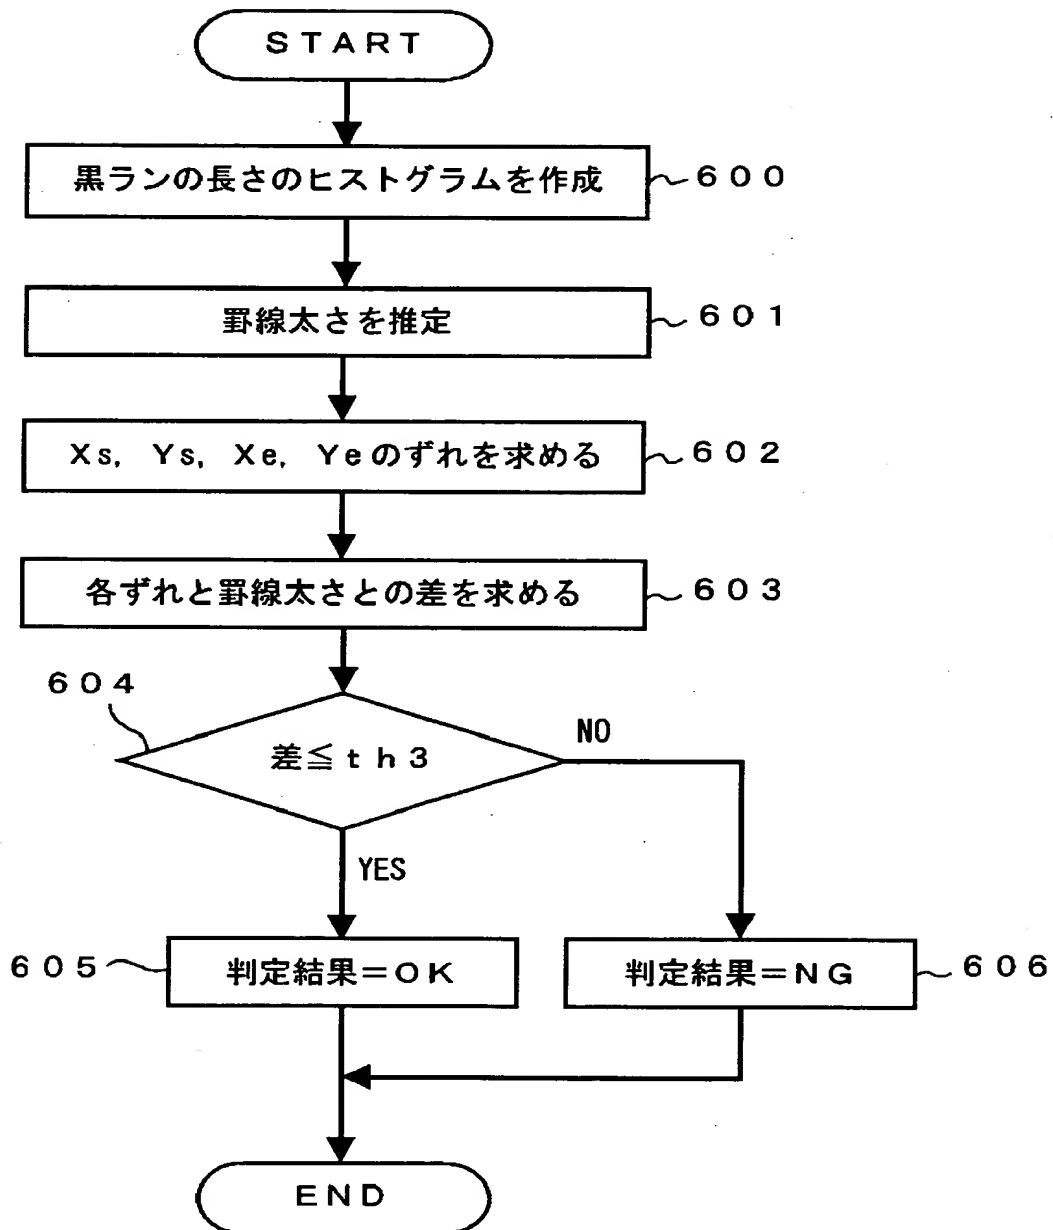 START
黒ランの長さのヒストグラムを作成
600
罫線太さを推定
601
Xs, Ys, Xe, Yeのずれを求める
602
各ずれと罫線太さとの差を求める
603
604
差≦th3
NO
YES
605
判定結果=OK
判定結果=NG
606
END